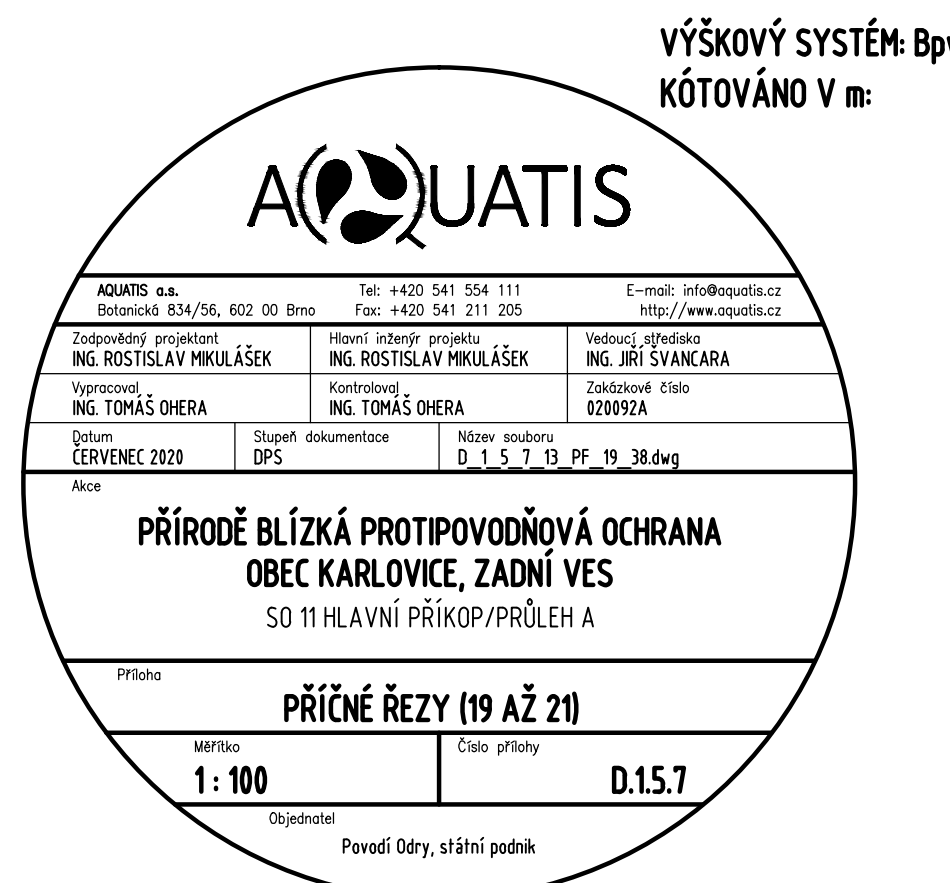 VÝŠKOVÝ SYSTÉM: Bpv
KÓTOVÁNO V m:
AQUATIS
AQUATIS a.s. Tel: +420 541 554 111 E-mail: info@aquatis.cz
Botanická 834/56, 602 00 Brno Fax: +420 541 211 205 http://www.aquatis.cz
Zodpovědný projektant Hlavní inženýr projektu Vedoucí střediska
ING. ROSTISLAV MIKULÁŠEK ING. ROSTISLAV MIKULÁŠEK ING. JIŘÍ ŠVANCARA
Vypracoval Kontroloval Zakázkové číslo
ING. TOMÁŠ OHERA ING. TOMÁŠ OHERA 020092A
Datum Stupeň dokumentace Název souboru
ČERVENEC 2020 DPS D_1_5_7_13_PF_19_38.dwg
Akce
PŘÍRODĚ BLÍZKÁ PROTIPOVODŇOVÁ OCHRANA
OBEC KARLOVICE, ZADNÍ VES
SO 11 HLAVNÍ PŘÍKOP/PRŮLEH A
Příloha
PŘÍČNÉ ŘEZY (19 AŽ 21)
Měřítko Číslo přílohy
1 : 100 D.1.5.7
Objednatel
Povodí Odry, státní podnik